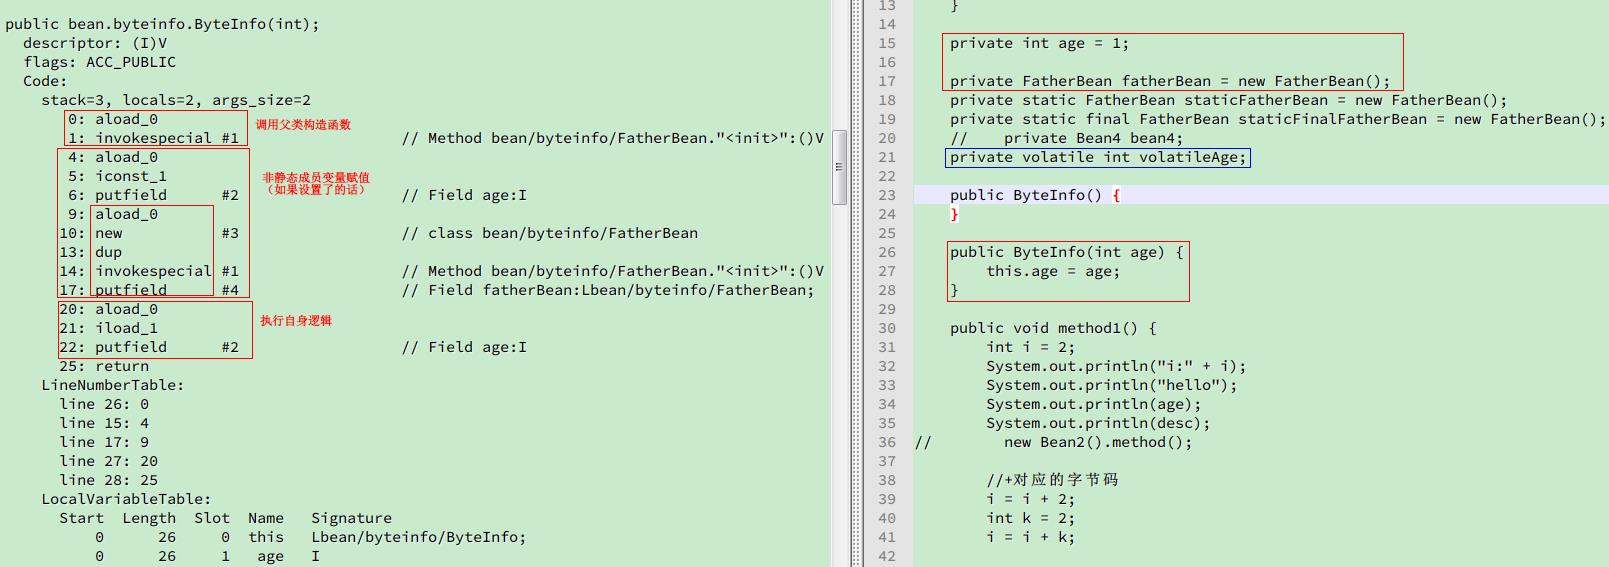 public bean.byteinfo.ByteInfo(int);
descriptor: (I)V
flags: ACC_PUBLIC
Code:
stack=3, locals=2, args_size=2
0: aload_0
调用父类构造函数
1: invokespecial #1 // Method bean/byteinfo/FatherBean."<init>":()V
4: aload_0
5: iconst_1
非静态成员变量赋值
（如果设置了的话）
6: putfield #2 // Field age:I
9: aload_0
10: new #3 // class bean/byteinfo/FatherBean
13: dup
14: invokespecial #1 // Method bean/byteinfo/FatherBean."<init>":()V
17: putfield #4 // Field fatherBean:Lbean/byteinfo/FatherBean;
20: aload_0
执行自身逻辑
21: iload_1
22: putfield #2 // Field age:I
25: return
LineNumberTable:
line 26: 0
line 15: 4
line 17: 9
line 27: 20
line 28: 25
LocalVariableTable:
Start Length Slot Name Signature
0 26 0 this Lbean/byteinfo/ByteInfo;
0 26 1 age I
13 }
14
15 private int age = 1;
16
17 private FatherBean fatherBean = new FatherBean();
18 private static FatherBean staticFatherBean = new FatherBean();
19 private static final FatherBean staticFinalFatherBean = new FatherBean();
20 // private Bean4 bean4;
21 private volatile int volatileAge;
22
23 public ByteInfo() {
24 }
25
26 public ByteInfo(int age) {
27 this.age = age;
28 }
29
30 public void method1() {
31 int i = 2;
32 System.out.println("i:" + i);
33 System.out.println("hello");
34 System.out.println(age);
35 System.out.println(desc);
36 // new Bean2().method();
37
38 //+对应的字节码
39 i = i + 2;
40 int k = 2;
41 i = i + k;
42